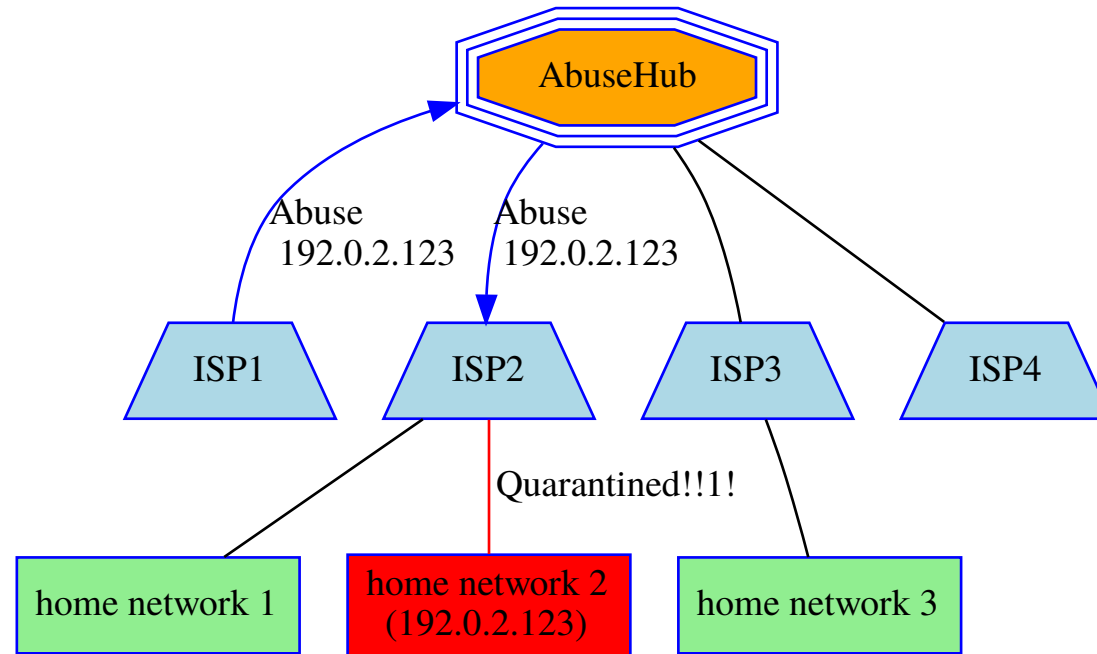 AbuseHub
Abuse
192.0.2.123
Abuse
192.0.2.123
ISP1
ISP2
ISP3
ISP4
Quarantined!!1!
home network 1
home network 2
(192.0.2.123)
home network 3